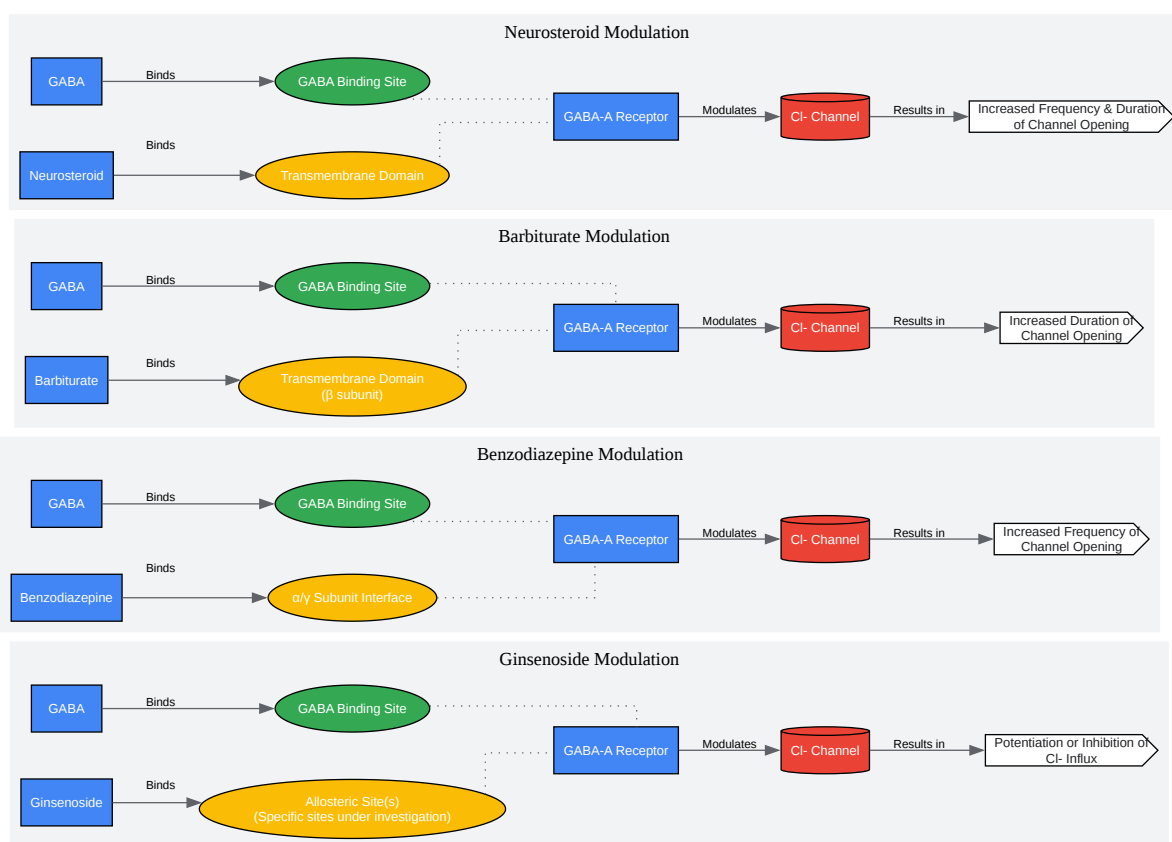 Neurosteroid Modulation
GABA
Binds
GABA Binding Site
Neurosteroid
Binds
Transmembrane Domain
GABA-A Receptor
Modulates
Cl- Channel
Results in
Increased Frequency & Duration
of Channel Opening
Barbiturate Modulation
GABA
Binds
GABA Binding Site
Barbiturate
Binds
Transmembrane Domain
(β subunit)
GABA-A Receptor
Modulates
Cl- Channel
Results in
Increased Duration of
Channel Opening
Benzodiazepine Modulation
GABA
Binds
GABA Binding Site
Benzodiazepine
Binds
α/γ Subunit Interface
GABA-A Receptor
Modulates
Cl- Channel
Results in
Increased Frequency of
Channel Opening
Ginsenoside Modulation
GABA
Binds
GABA Binding Site
Ginsenoside
Binds
Allosteric Site(s)
(Specific sites under investigation)
GABA-A Receptor
Modulates
Cl- Channel
Results in
Potentiation or Inhibition of
Cl- Influx